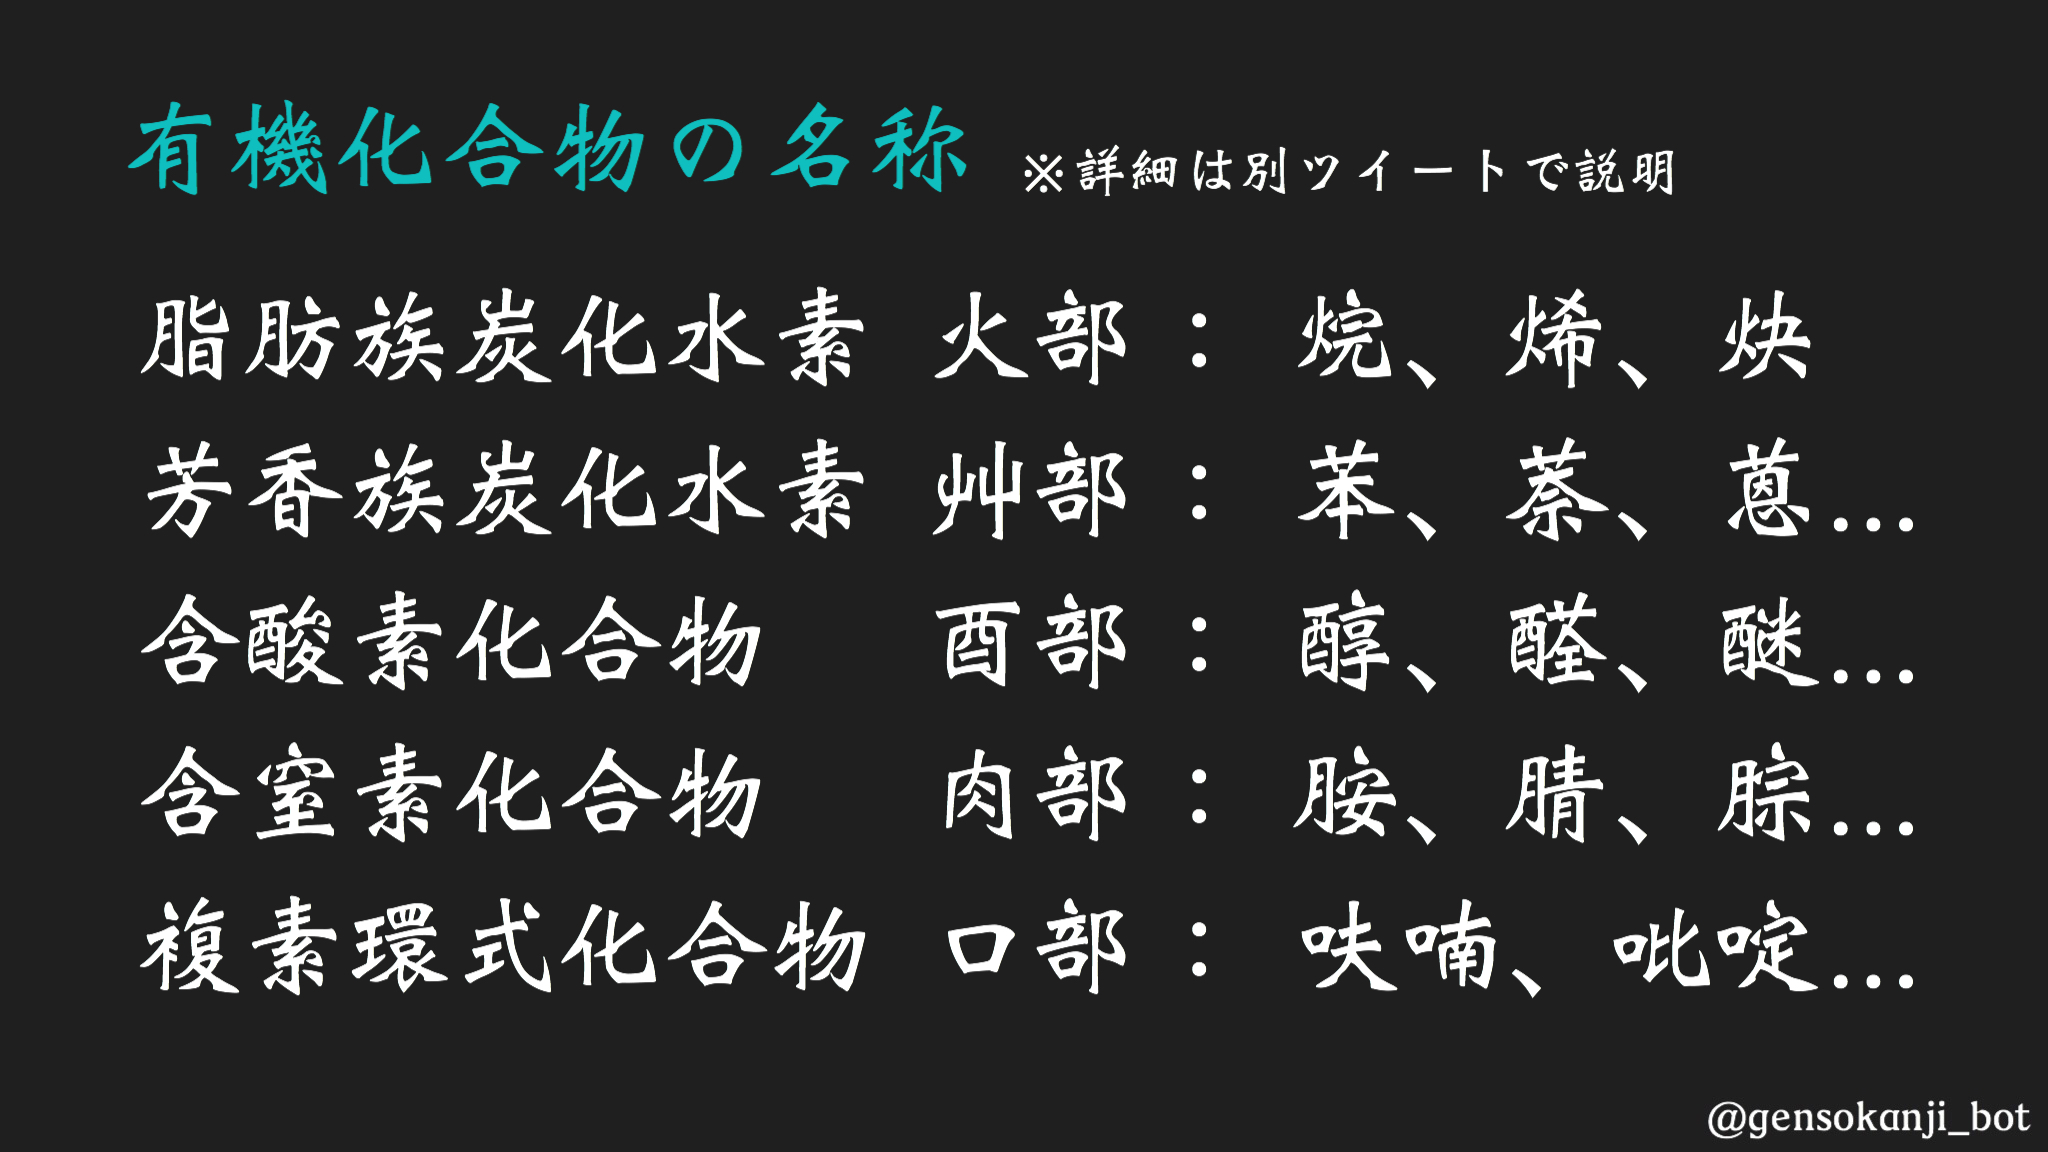 有機化合物の名称 ※詳細は別ツイートで説明
脂肪族炭化水素 火部：烷、烯、炔
芳香族炭化水素 艸部：苯、萘、蒽…
含酸素化合物 酉部：醇、醛、醚…
含窒素化合物 肉部：胺、腈、腙…
複素環式化合物 口部：呋喃、吡啶…
@gensokanji_bot